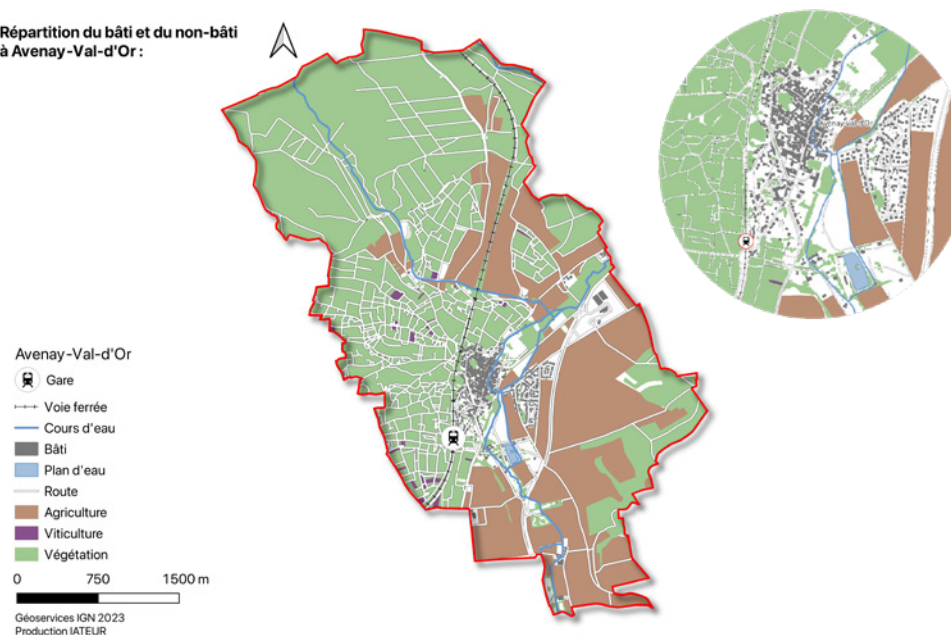 Répartition du bâti et du non-bâti
à Avenay-Val-d'Or :
Avenay-Val-d'Or
Gare
Voie ferrée
Cours d'eau
Bâti
Plan d'eau
Route
Agriculture
Viticulture
Végétation
0 750 1500 m
Géoservices IGN 2023
Production IATEUR